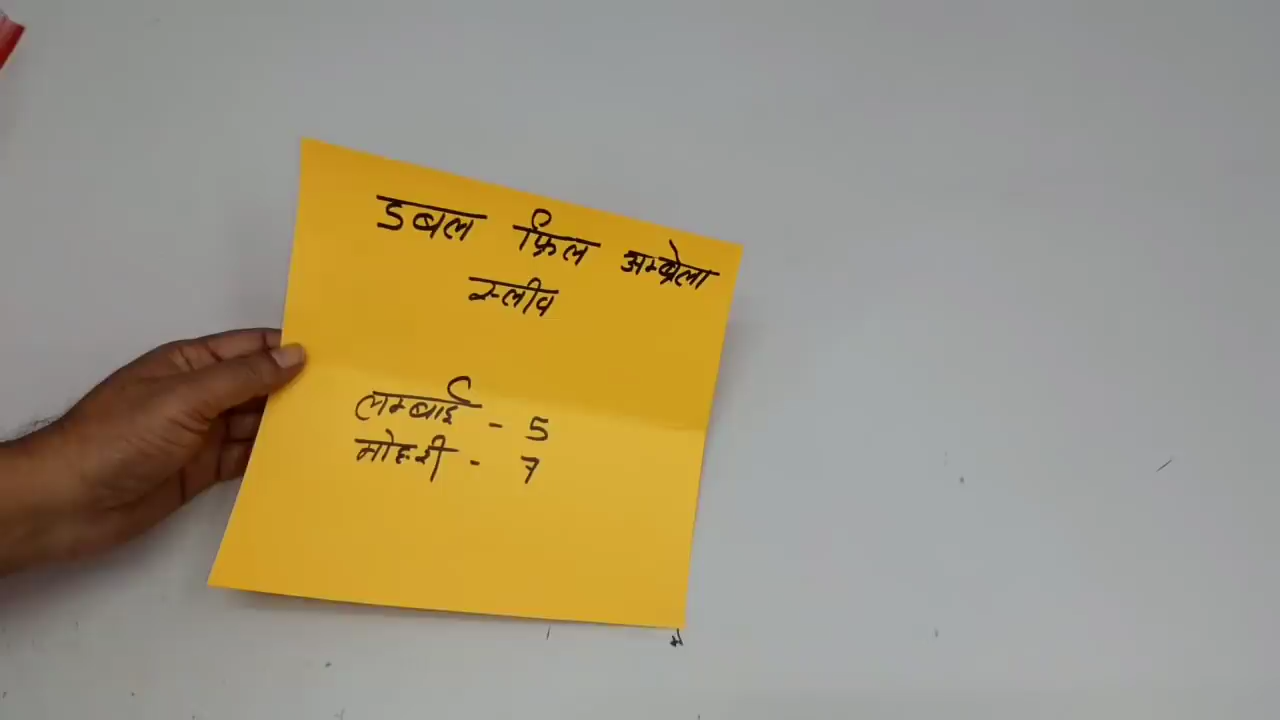 डबल फ्रिल अम्ब्रेला
स्लीव
लम्बाई - 5
मोहरी - 7